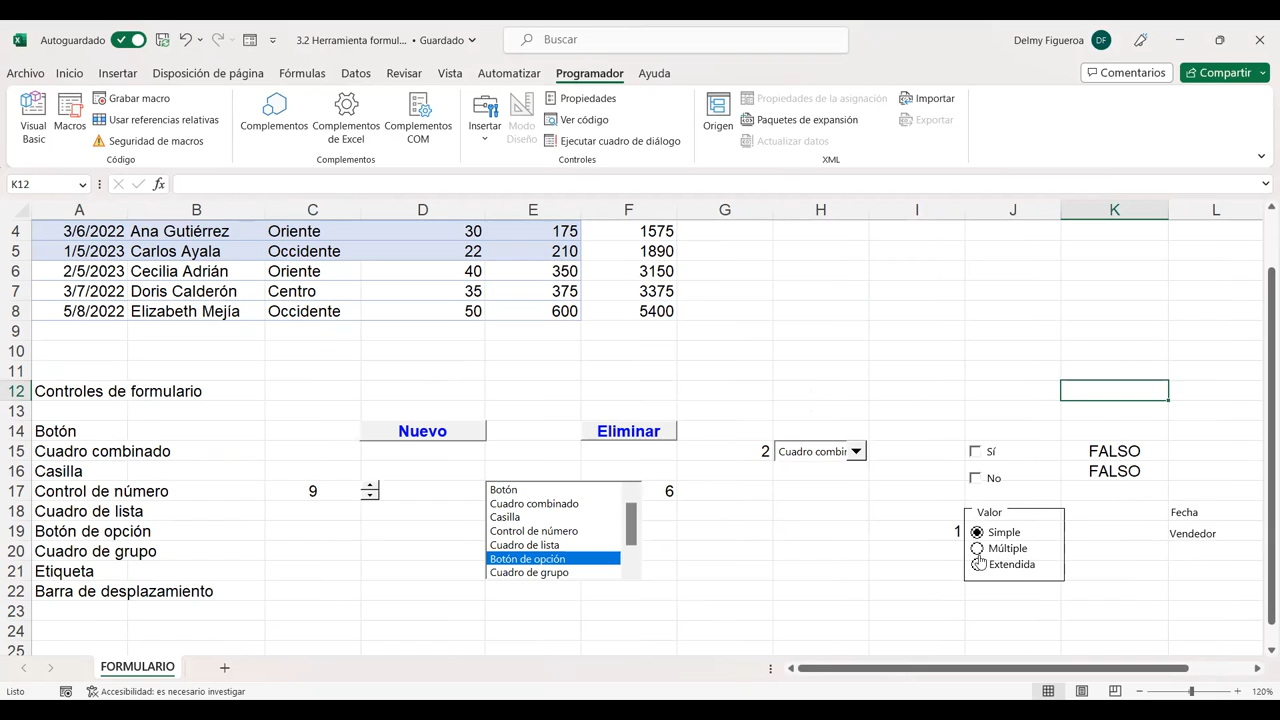 Autoguardado
3.2 Herramienta formul... • Guardado
Buscar
Delmy Figueroa
DF
Archivo Inicio Insertar Disposición de página Fórmulas Datos Revisar Vista Automatizar Programador Ayuda
Comentarios
Compartir
Visual Basic
Macros
Grabar macro
Usar referencias relativas
Seguridad de macros
Código
Complementos
Complementos de Excel
Complementos COM
Complementos
Insertar
Modo Diseño
Propiedades
Ver código
Ejecutar cuadro de diálogo
Controles
Origen
Propiedades de la asignación
Paquetes de expansión
Actualizar datos
Importar
Exportar
XML
K12
fx
A B C D E F G H I J K L
4 3/6/2022 Ana Gutiérrez Oriente 30 175 1575
5 1/5/2023 Carlos Ayala Occidente 22 210 1890
6 2/5/2023 Cecilia Adrián Oriente 40 350 3150
7 3/7/2022 Doris Calderón Centro 35 375 3375
8 5/8/2022 Elizabeth Mejía Occidente 50 600 5400
9
10
11
12 Controles de formulario
13
14 Botón Nuevo Eliminar
15 Cuadro combinado 2 Cuadro combin Sí FALSO
16 Casilla No FALSO
17 Control de número 9 6
18 Cuadro de lista
19 Botón de opción 1
20 Cuadro de grupo
21 Etiqueta
22 Barra de desplazamiento
23
24
25
Botón
Cuadro combinado
Casilla
Control de número
Cuadro de lista
Botón de opción
Cuadro de grupo
Valor
Simple
Múltiple
Extendida
Fecha
Vendedor
FORMULARIO
Listo
Accesibilidad: es necesario investigar
120%